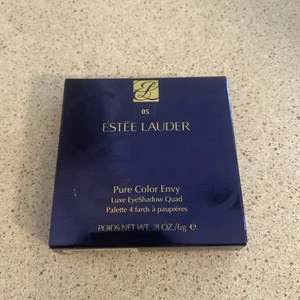 05
ESTĒE LAUDER
Pure Color Envy
Luxe EyeShadow Quad
Palette 4 fards à paupières
POIDS NET WT. .21 OZ./6g ℮